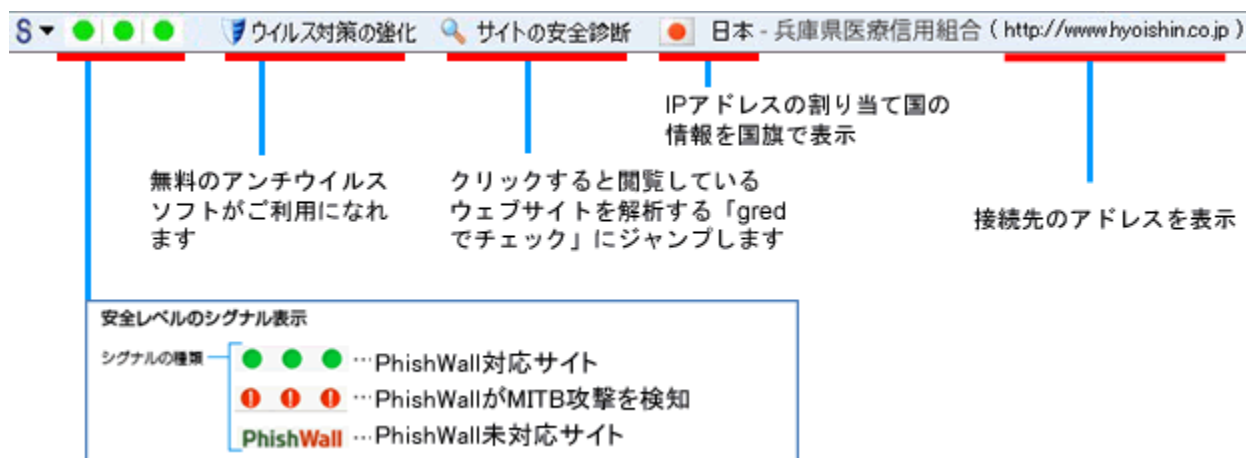 S▼ ウイルス対策の強化 サイトの安全診断 日本 - 兵庫県医療信用組合 ( http://www.hyoishin.co.jp )
IPアドレスの割り当て国の
情報を国旗で表示
無料のアンチウイルス
ソフトがご利用になれ
ます
クリックすると閲覧している
ウェブサイトを解析する「gred
でチェック」にジャンプします
接続先のアドレスを表示
安全レベルのシグナル表示
シグナルの種類
…PhishWall対応サイト
…PhishWallがMITB攻撃を検知
PhishWall …PhishWall未対応サイト